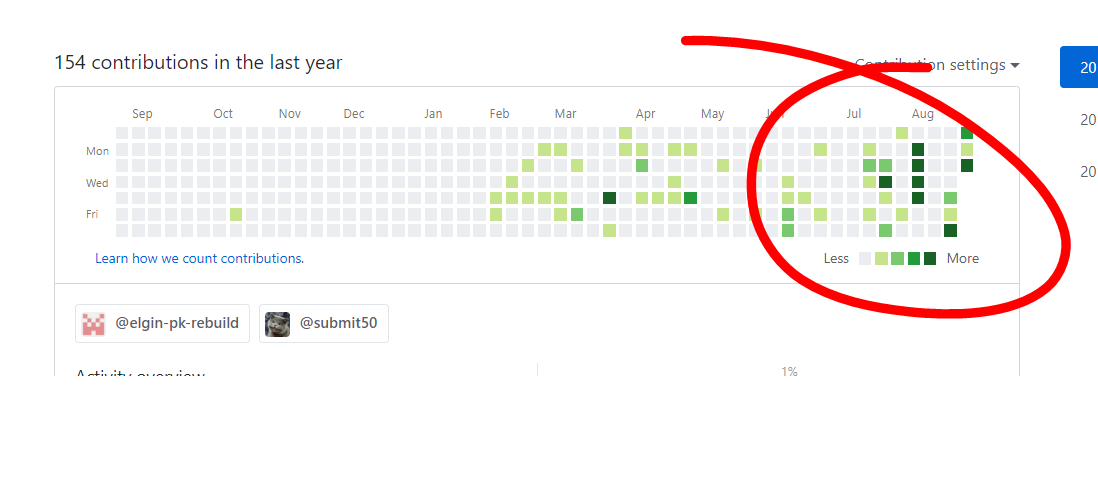 154 contributions in the last year
Contribution settings
20
Sep Oct Nov Dec Jan Feb Mar Apr May Jun Jul Aug
Mon
20
Wed
20
Fri
Learn how we count contributions.
Less More
@elgin-pk-rebuild @submit50
Activity overview
1%